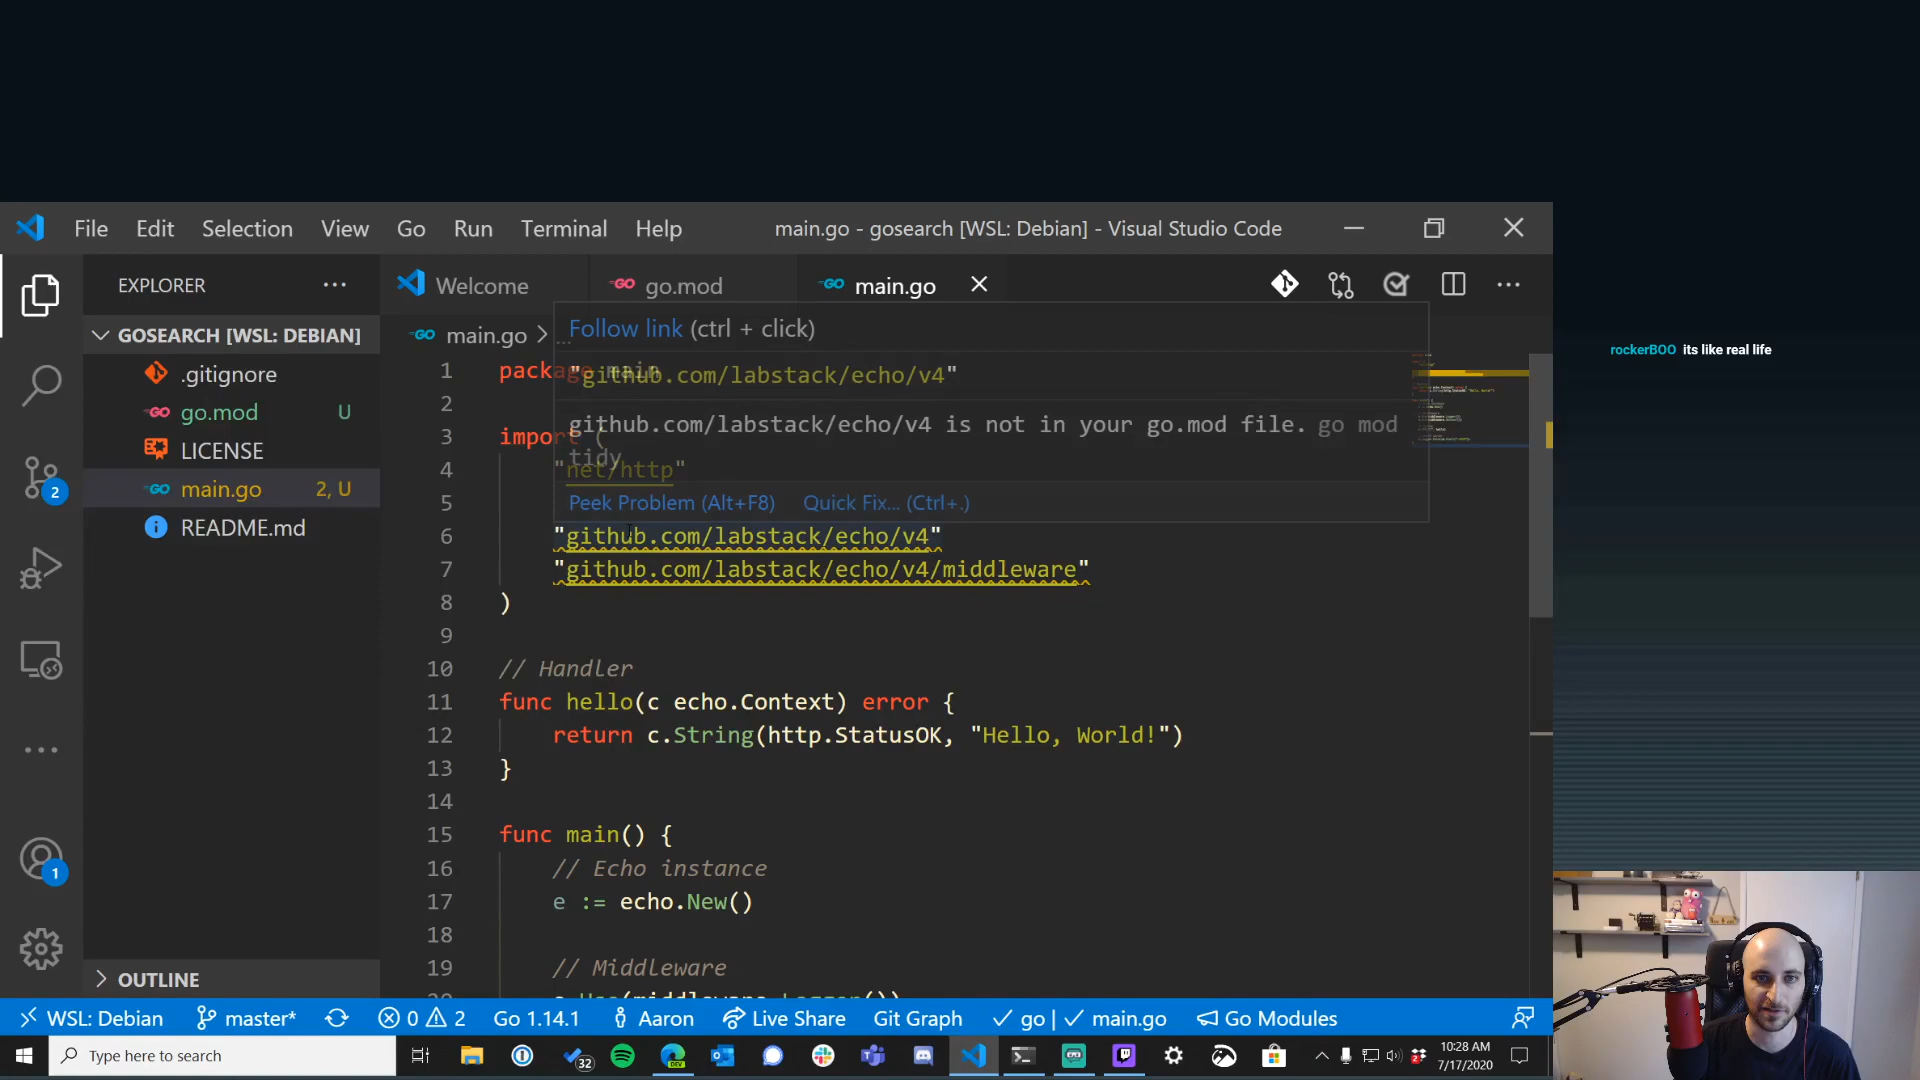 File Edit Selection View Go Run Terminal Help main.go - gosearch [WSL: Debian] - Visual Studio Code
EXPLORER
Welcome go.mod main.go
GOSEARCH [WSL: DEBIAN]
.gitignore
go.mod U
LICENSE
main.go 2, U
README.md
OUTLINE
main.go > ...
Follow link (ctrl + click)
"github.com/labstack/echo/v4"
github.com/labstack/echo/v4 is not in your go.mod file. go mod
tidy
Peek Problem (Alt+F8) Quick Fix... (Ctrl+.)
1 package main
2
3 import (
4 "net/http"
5
6 "github.com/labstack/echo/v4"
7 "github.com/labstack/echo/v4/middleware"
8 )
9
10 // Handler
11 func hello(c echo.Context) error {
12 return c.String(http.StatusOK, "Hello, World!")
13 }
14
15 func main() {
16 // Echo instance
17 e := echo.New()
18
19 // Middleware
20 e.Use(middleware.Logger())
2
1
rockerBOO its like real life
WSL: Debian master* 0 2 Go 1.14.1 Aaron Live Share Git Graph go | main.go Go Modules
Type here to search
32
DEV
10:28 AM
7/17/2020